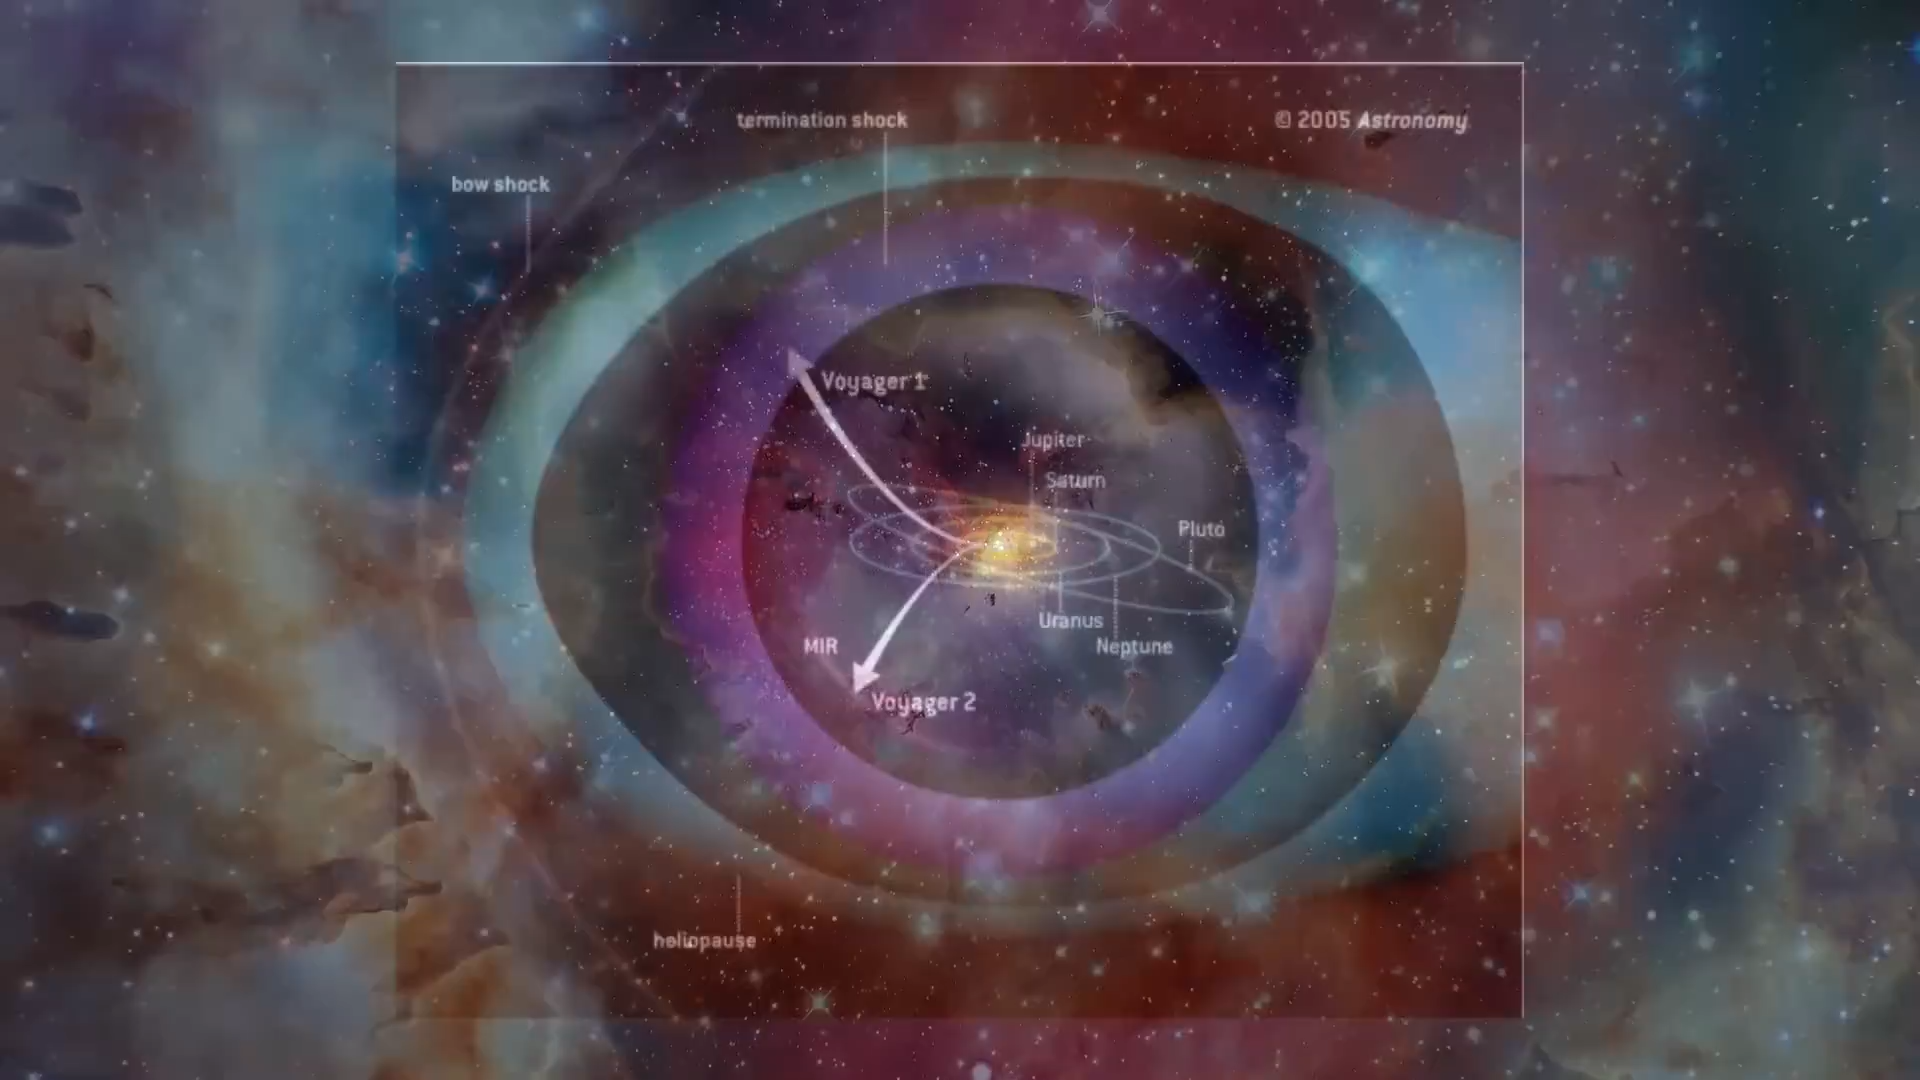 termination shock
© 2005 Astronomy
bow shock
Voyager 1
Jupiter
Saturn
Pluto
Uranus
MIR
Neptune
Voyager 2
heliopause